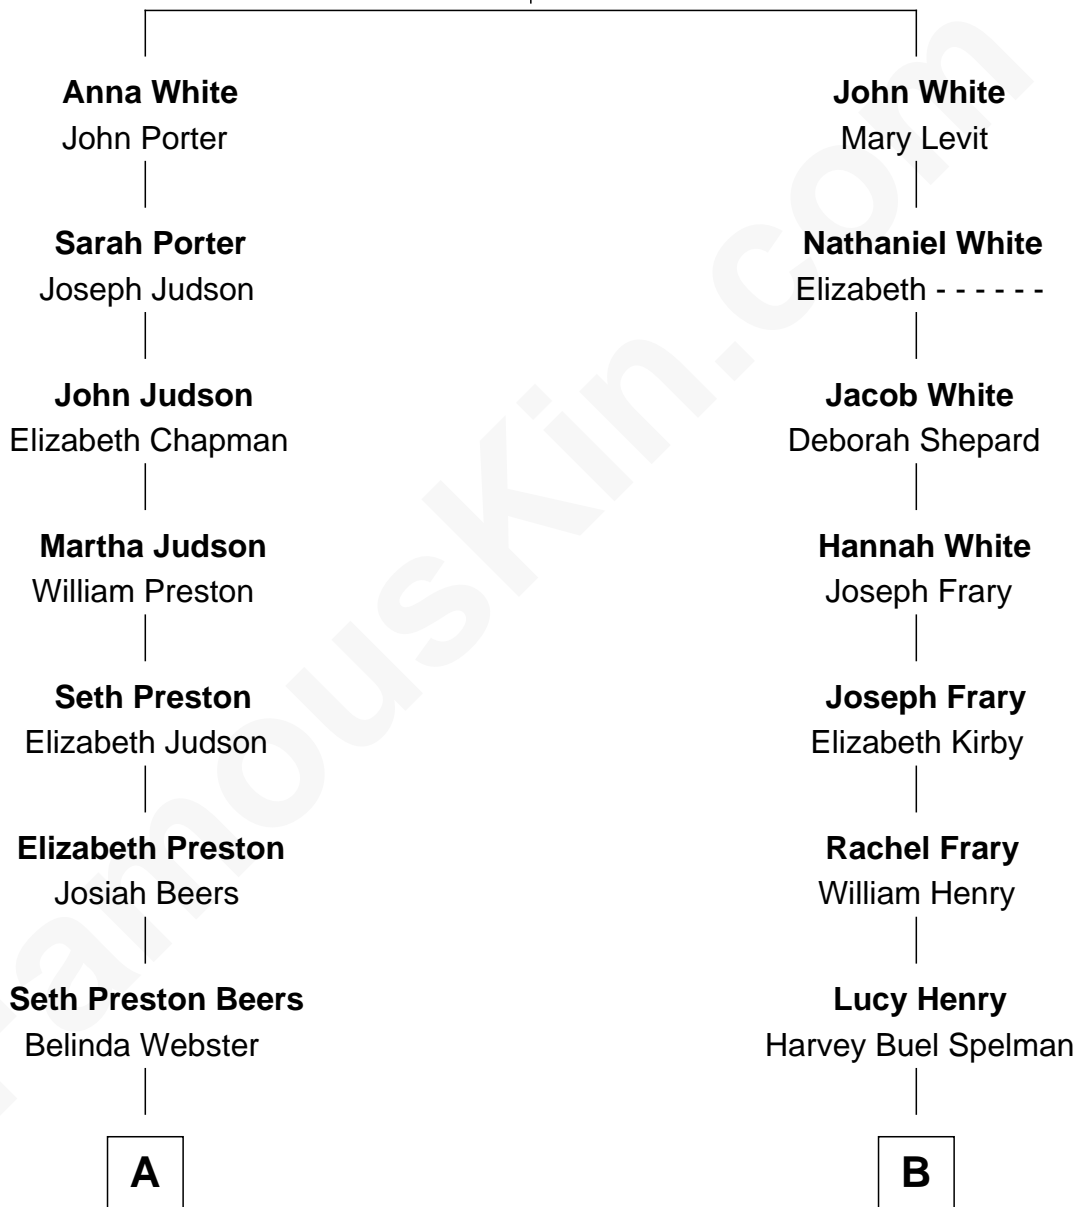 Anna White
John Porter
Sarah Porter
Joseph Judson
John Judson
Elizabeth Chapman
Martha Judson
William Preston
Seth Preston
Elizabeth Judson
Elizabeth Preston
Josiah Beers
Seth Preston Beers
Belinda Webster
A
John White
Mary Levit
Nathaniel White
Elizabeth - - - - - -
Jacob White
Deborah Shepard
Hannah White
Joseph Frary
Joseph Frary
Elizabeth Kirby
Rachel Frary
William Henry
Lucy Henry
Harvey Buel Spelman
B
FamousKin.com